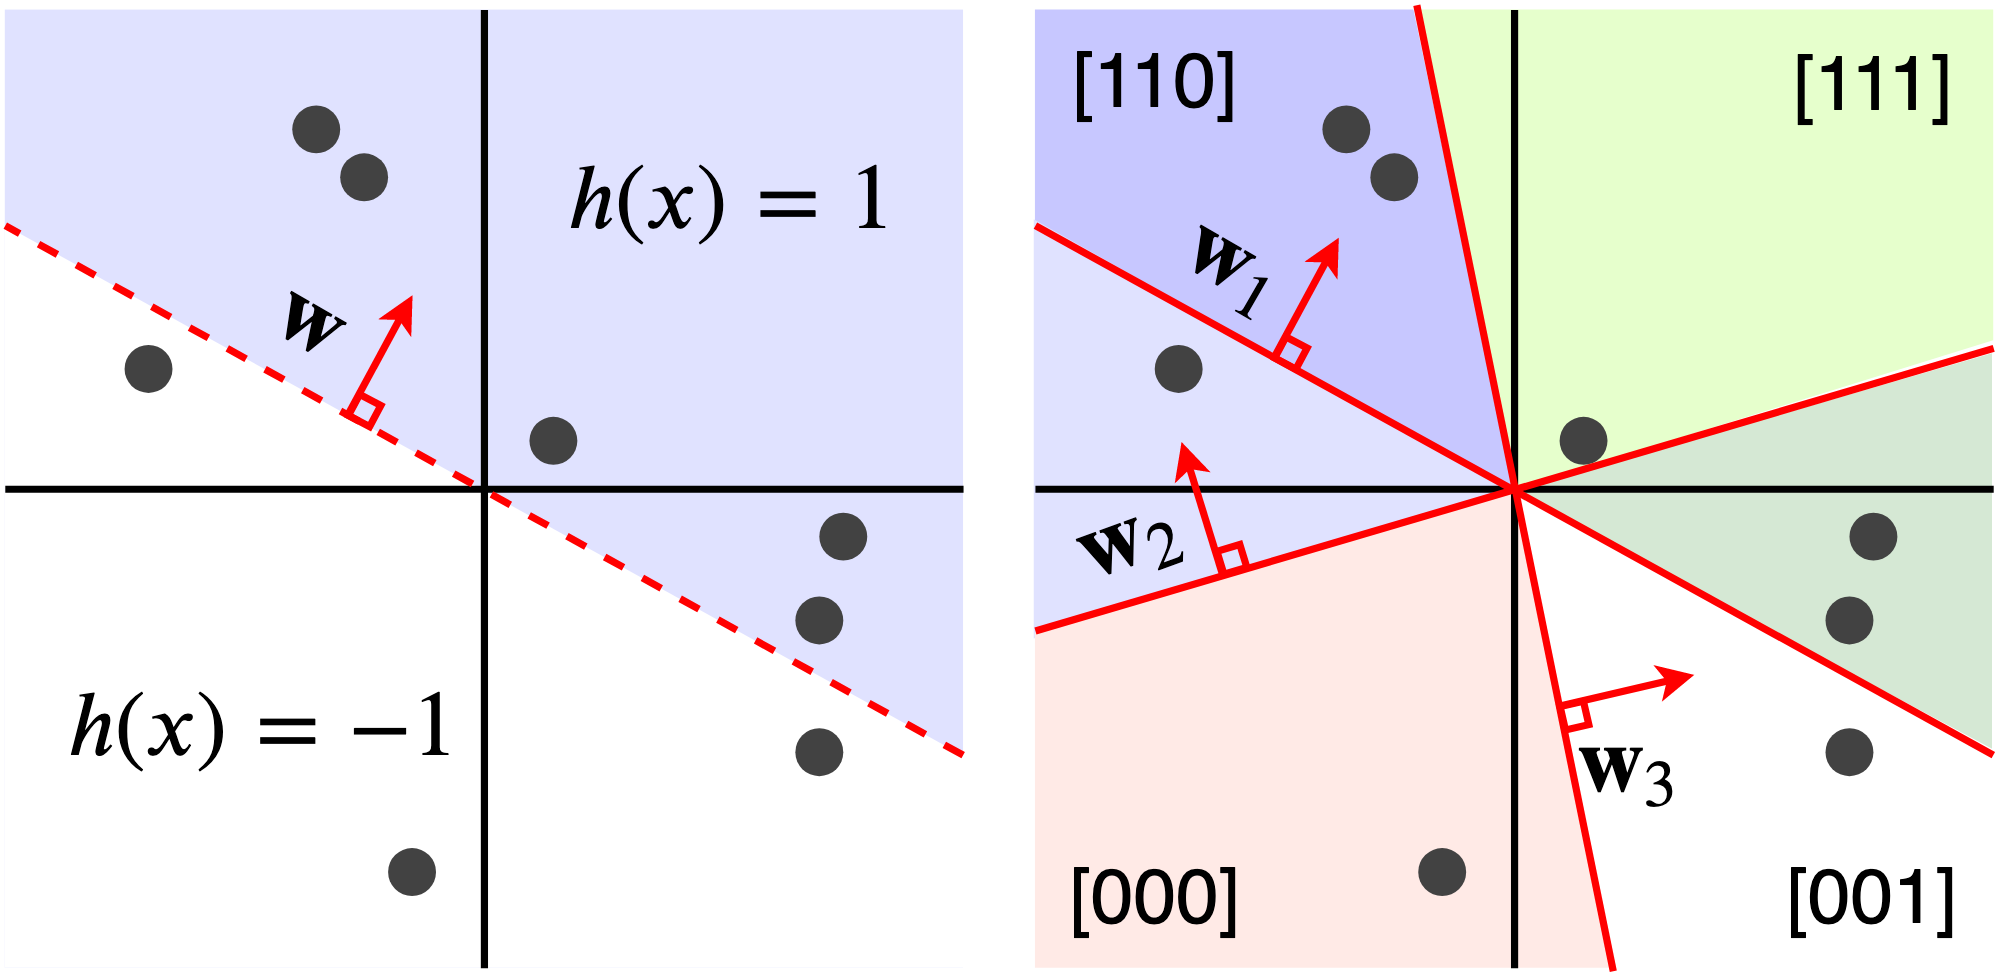 h(x) = 1
w
h(x) = −1
[110]
[111]
w1
w2
w3
[000]
[001]